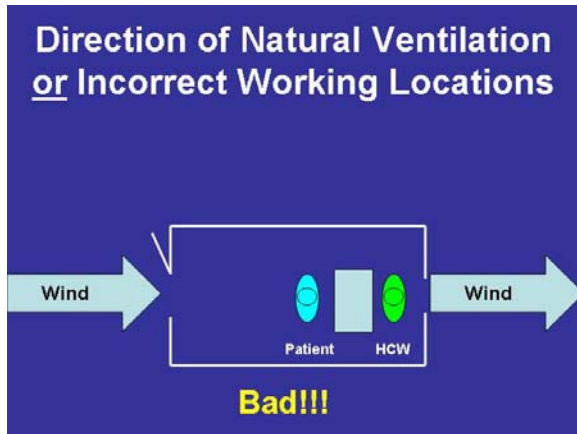 Direction of Natural Ventilation
or Incorrect Working Locations
Wind
Wind
Patient
HCW
Bad!!!